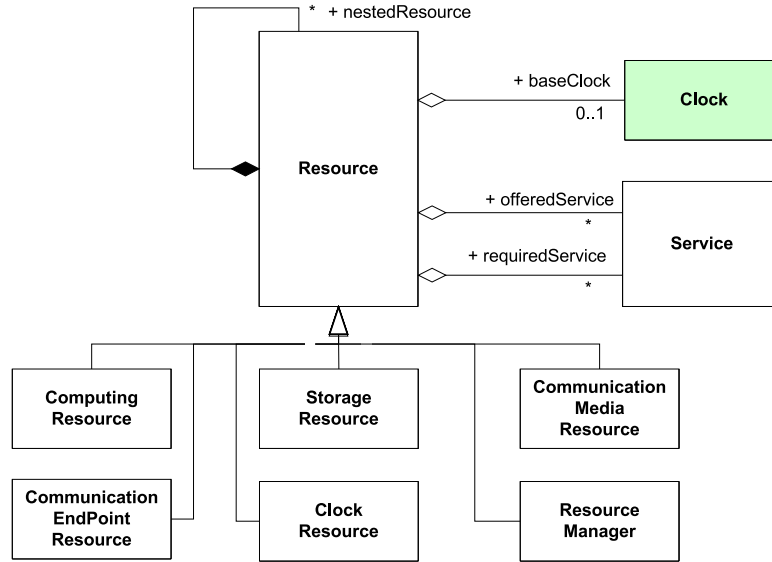 * + nestedResource
+ baseClock
Clock
0..1
Resource
+ offeredService
*
Service
+ requiredService
*
Computing
Resource
Storage
Resource
Communication
Media
Resource
Communication
EndPoint
Resource
Clock
Resource
Resource
Manager